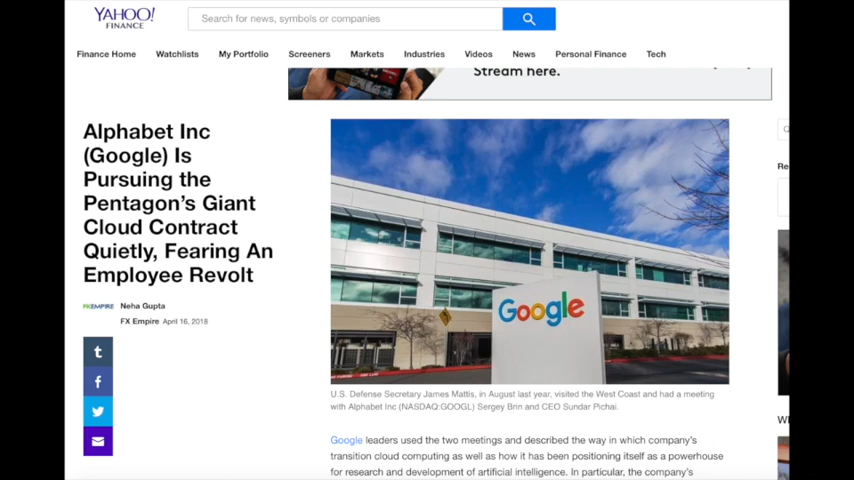 YAHOO!
FINANCE
Search for news, symbols or companies
Finance Home Watchlists My Portfolio Screeners Markets Industries Videos News Personal Finance Tech
Stream here.
Alphabet Inc
(Google) Is
Pursuing the
Pentagon's Giant
Cloud Contract
Quietly, Fearing An
Employee Revolt
FXEMPIRE Neha Gupta
FX Empire April 16, 2018
t
f
Google
U.S. Defense Secretary James Mattis, in August last year, visited the West Coast and had a meeting
with Alphabet Inc (NASDAQ:GOOGL) Sergey Brin and CEO Sundar Pichai.
Google leaders used the two meetings and described the way in which company's
transition cloud computing as well as how it has been positioning itself as a powerhouse
for research and development of artificial intelligence. In particular, the company's